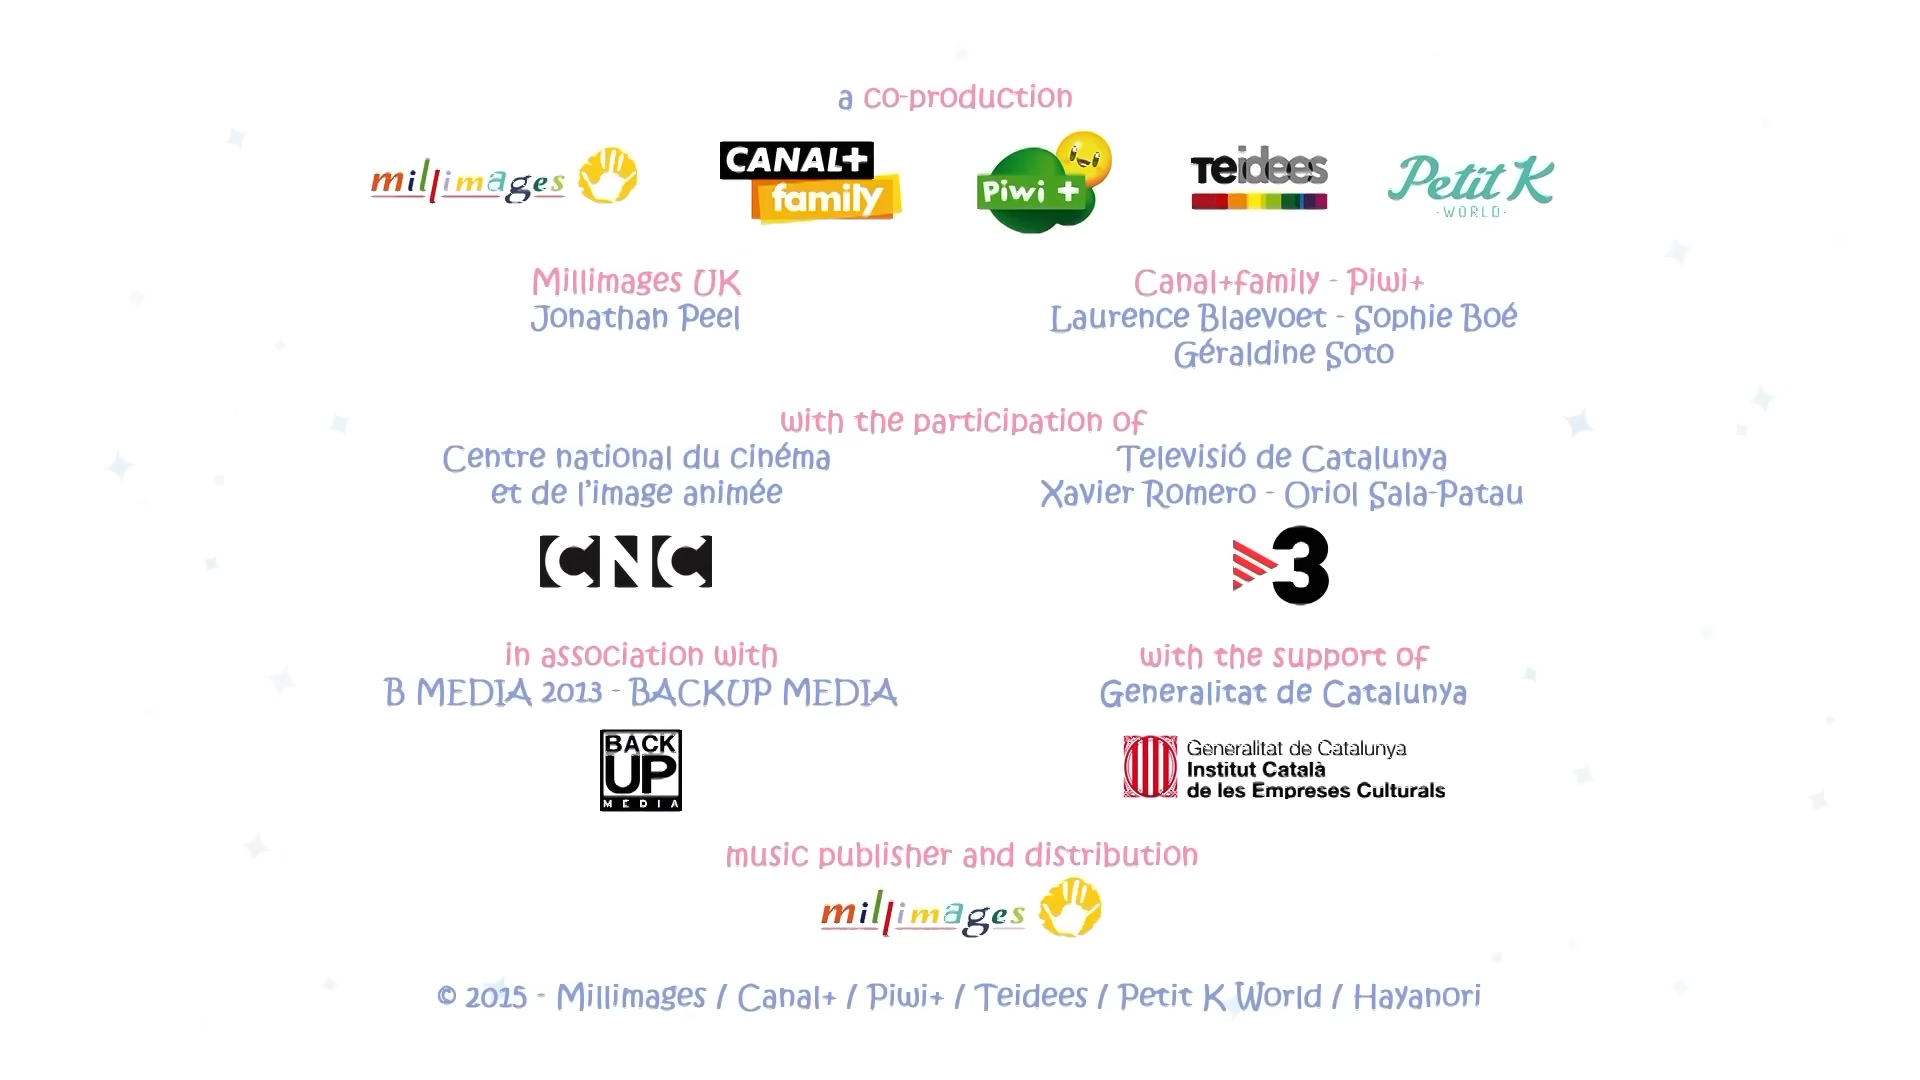 a co-production
millimages
CANAL+
family
Piwi +
Teidees
Petit K
·WORLD·
Millimages UK
Jonathan Peel
Canal+family - Piwi+
Laurence Blaevoet - Sophie Boé
Géraldine Soto
with the participation of
Centre national du cinéma
et de l'image animée
CNC
Televisió de Catalunya
Xavier Romero - Oriol Sala-Patau
3
in association with
B MEDIA 2013 - BACKUP MEDIA
BACK
UP
MEDIA
with the support of
Generalitat de Catalunya
Generalitat de Catalunya
Institut Català
de les Empreses Culturals
music publisher and distribution
millimages
© 2015 - Millimages / Canal+ / Piwi+ / Teidees / Petit K World / Hayanori